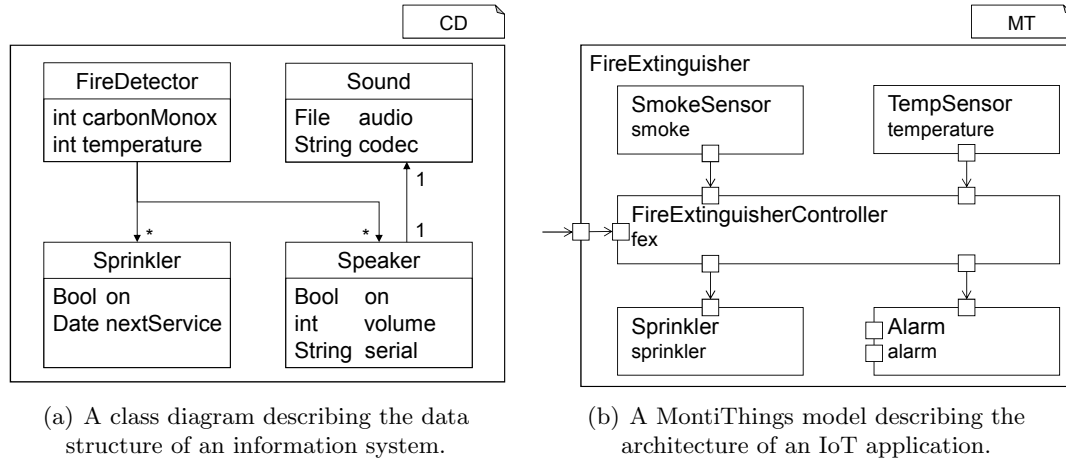 CD
FireDetector
int carbonMonox
int temperature
Sound
File audio
String codec
1
*
*
1
Sprinkler
Bool on
Date nextService
Speaker
Bool on
int volume
String serial
(a) A class diagram describing the data
structure of an information system.
MT
FireExtinguisher
SmokeSensor
smoke
TempSensor
temperature
FireExtinguisherController
fex
Sprinkler
sprinkler
Alarm
alarm
(b) A MontiThings model describing the
architecture of an IoT application.